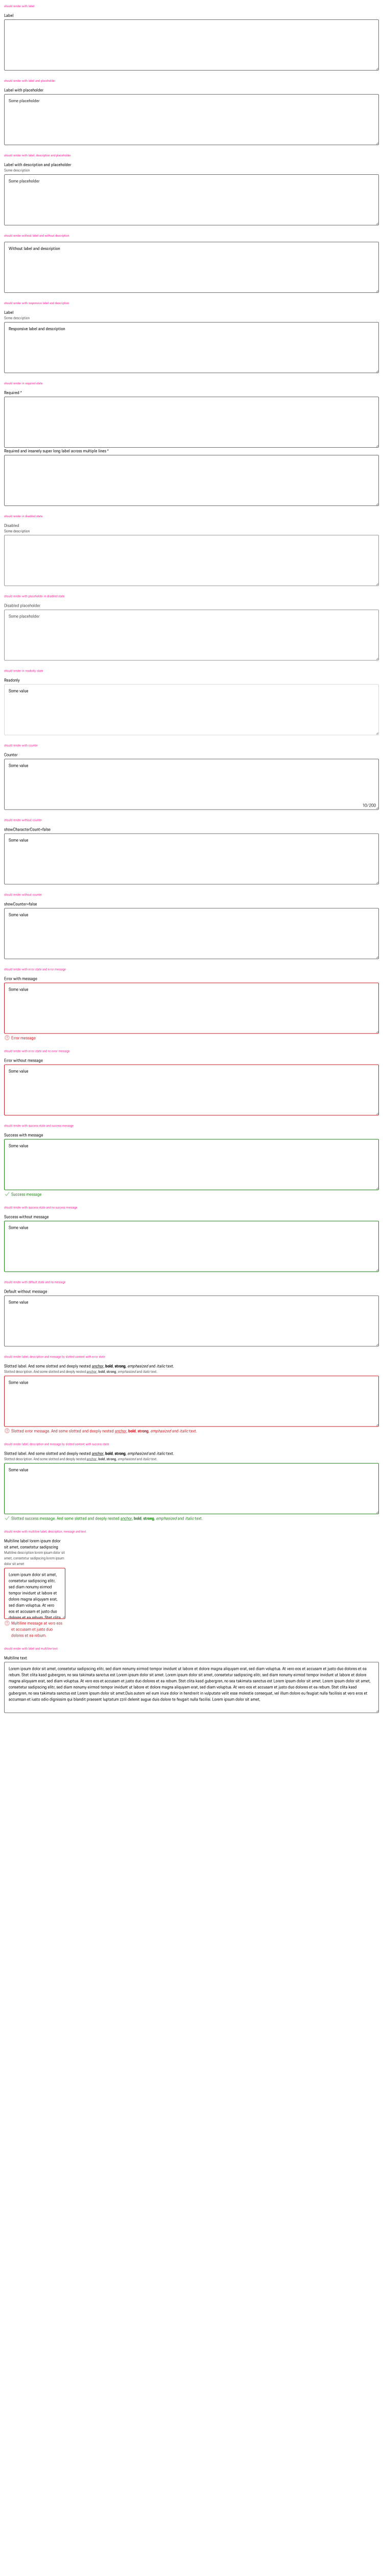 should render with label
Label
should render with label and placeholder
Label with placeholder
Some placeholder
should render with label, description and placeholder
Label with description and placeholder
Some description
Some placeholder
should render without label and without description
Without label and description
should render with responsive label and description
Label
Some description
Responsive label and description
should render in required state
Required *
Required and insanely super long label across multiple lines *
should render in disabled state
Disabled
Some description
should render with placeholder in disabled state
Disabled placeholder
Some placeholder
should render in readonly state
Readonly
Some value
should render with counter
Counter
Some value
10/200
should render without counter
showCharacterCount=false
Some value
should render without counter
showCounter=false
Some value
should render with error state and error message
Error with message
Some value
Error message
should render with error state and no error message
Error without message
Some value
should render with success state and success message
Success with message
Some value
Success message
should render with success state and no success message
Success without message
Some value
should render with default state and no message
Default without message
Some value
should render label, description and message by slotted content with error state
Slotted label. And some slotted and deeply nested anchor, bold, strong, emphasized and italic text.
Slotted description. And some slotted and deeply nested anchor, bold, strong, emphasized and italic text.
Some value
Slotted error message. And some slotted and deeply nested anchor, bold, strong, emphasized and italic text.
should render label, description and message by slotted content with success state
Slotted label. And some slotted and deeply nested anchor, bold, strong, emphasized and italic text.
Slotted description. And some slotted and deeply nested anchor, bold, strong, emphasized and italic text.
Some value
Slotted success message. And some slotted and deeply nested anchor, bold, strong, emphasized and italic text.
should render with multiline label, description, message and text
Multiline label lorem ipsum dolor
sit amet, consetetur sadipscing
Multiline description lorem ipsum dolor sit
amet, consetetur sadipscing lorem ipsum
dolor sit amet
Lorem ipsum dolor sit amet,
consetetur sadipscing elitr,
sed diam nonumy eirmod
tempor invidunt ut labore et
dolore magna aliquyam erat,
sed diam voluptua. At vero
eos et accusam et justo duo
dolores et ea rebum. Stet clita
Multiline message at vero eos
et accusam et justo duo
dolores et ea rebum.
should render with label and multiline text
Multiline text
Lorem ipsum dolor sit amet, consetetur sadipscing elitr, sed diam nonumy eirmod tempor invidunt ut labore et dolore magna aliquyam erat, sed diam voluptua. At vero eos et accusam et justo duo dolores et ea
rebum. Stet clita kasd gubergren, no sea takimata sanctus est Lorem ipsum dolor sit amet. Lorem ipsum dolor sit amet, consetetur sadipscing elitr, sed diam nonumy eirmod tempor invidunt ut labore et dolore
magna aliquyam erat, sed diam voluptua. At vero eos et accusam et justo duo dolores et ea rebum. Stet clita kasd gubergren, no sea takimata sanctus est Lorem ipsum dolor sit amet. Lorem ipsum dolor sit amet,
consetetur sadipscing elitr, sed diam nonumy eirmod tempor invidunt ut labore et dolore magna aliquyam erat, sed diam voluptua. At vero eos et accusam et justo duo dolores et ea rebum. Stet clita kasd
gubergren, no sea takimata sanctus est Lorem ipsum dolor sit amet.Duis autem vel eum iriure dolor in hendrerit in vulputate velit esse molestie consequat, vel illum dolore eu feugiat nulla facilisis at vero eros et
accumsan et iusto odio dignissim qui blandit praesent luptatum zzril delenit augue duis dolore te feugait nulla facilisi. Lorem ipsum dolor sit amet,